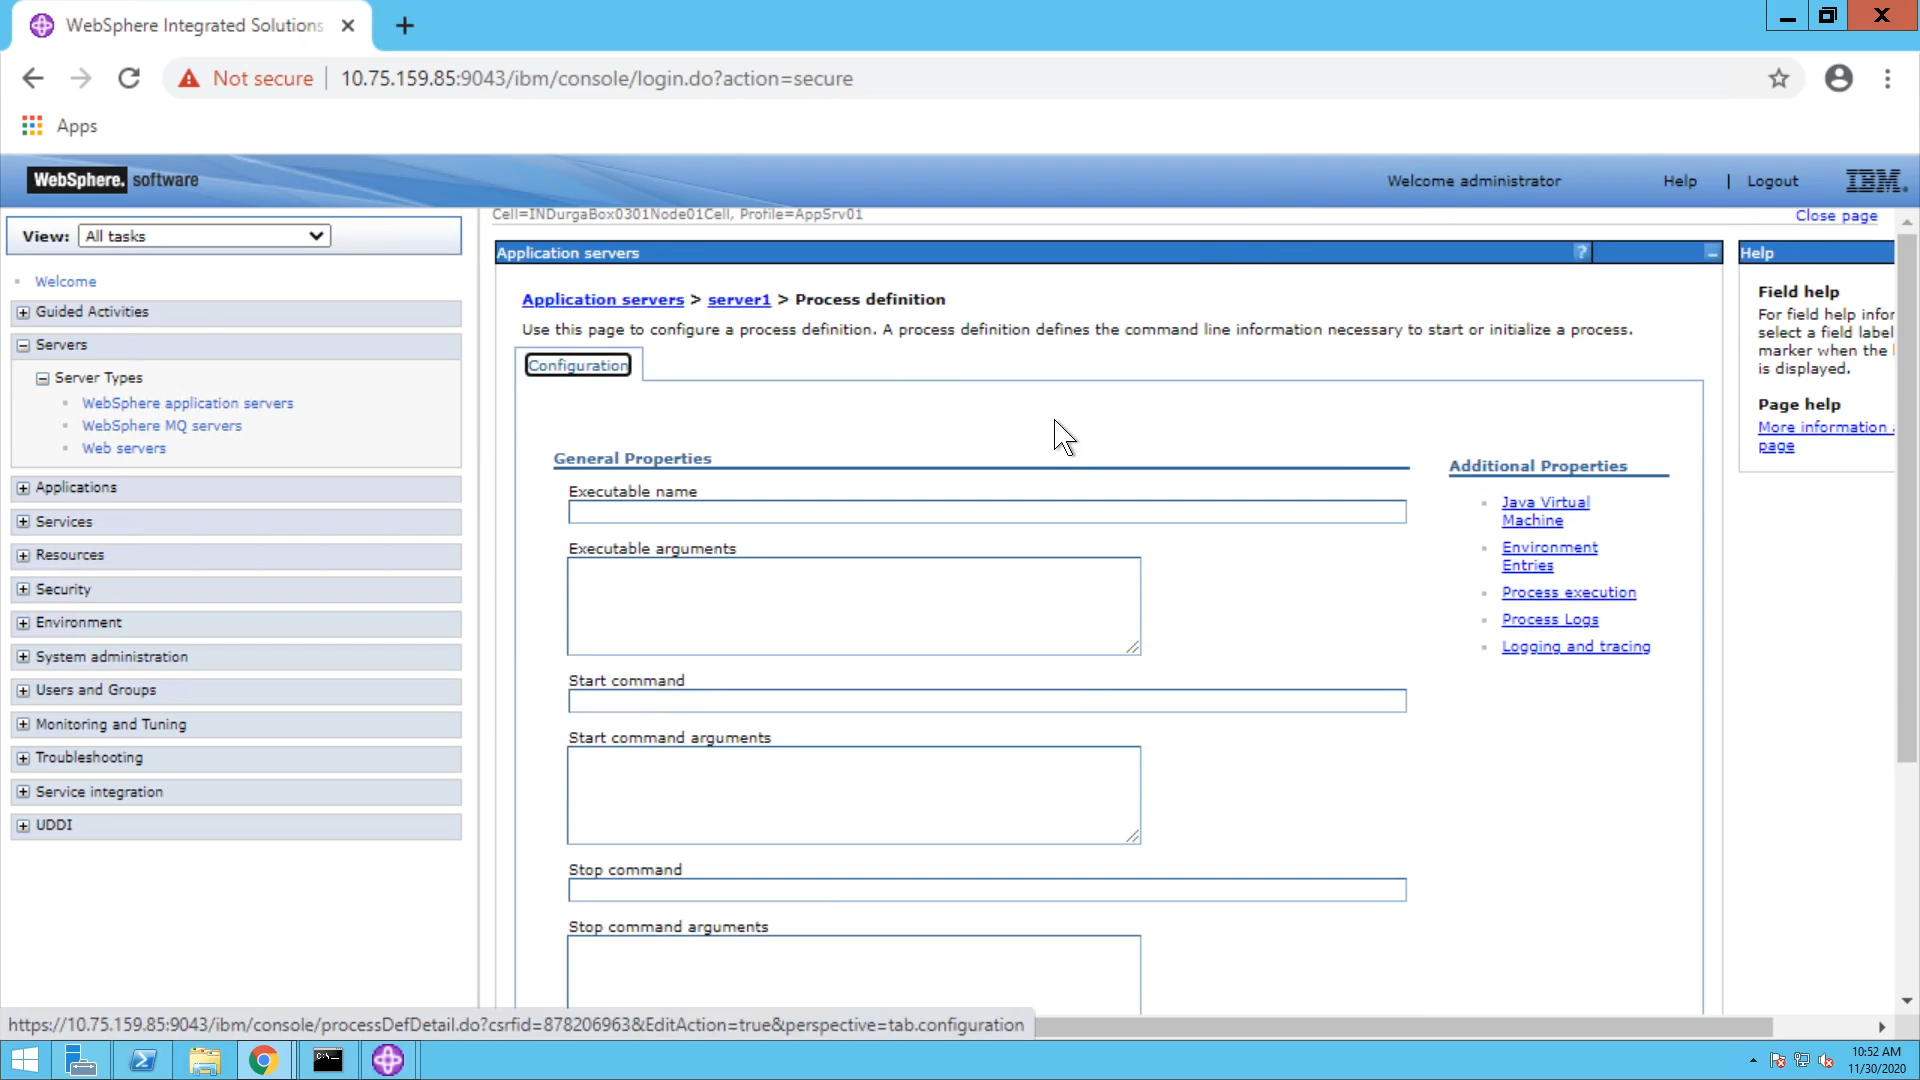 WebSphere Integrated Solutions
Not secure
10.75.159.85:9043/ibm/console/login.do?action=secure
Apps
WebSphere. software
Welcome administrator
Help | Logout
IBM.
View: All tasks
Welcome
Guided Activities
Servers
Server Types
WebSphere application servers
WebSphere MQ servers
Web servers
Applications
Services
Resources
Security
Environment
System administration
Users and Groups
Monitoring and Tuning
Troubleshooting
Service integration
UDDI
Cell=INDurgaBox0301Node01Cell, Profile=AppSrv01
Close page
Application servers
?
Application servers > server1 > Process definition
Use this page to configure a process definition. A process definition defines the command line information necessary to start or initialize a process.
Configuration
General Properties
Executable name
Executable arguments
Start command
Start command arguments
Stop command
Stop command arguments
Additional Properties
Java Virtual
Machine
Environment
Entries
Process execution
Process Logs
Logging and tracing
Help
Field help
For field help infor
select a field label
marker when the
is displayed.
Page help
More information
page
https://10.75.159.85:9043/ibm/console/processDefDetail.do?csrfid=878206963&EditAction=true&perspective=tab.configuration
10:52 AM
11/30/2020